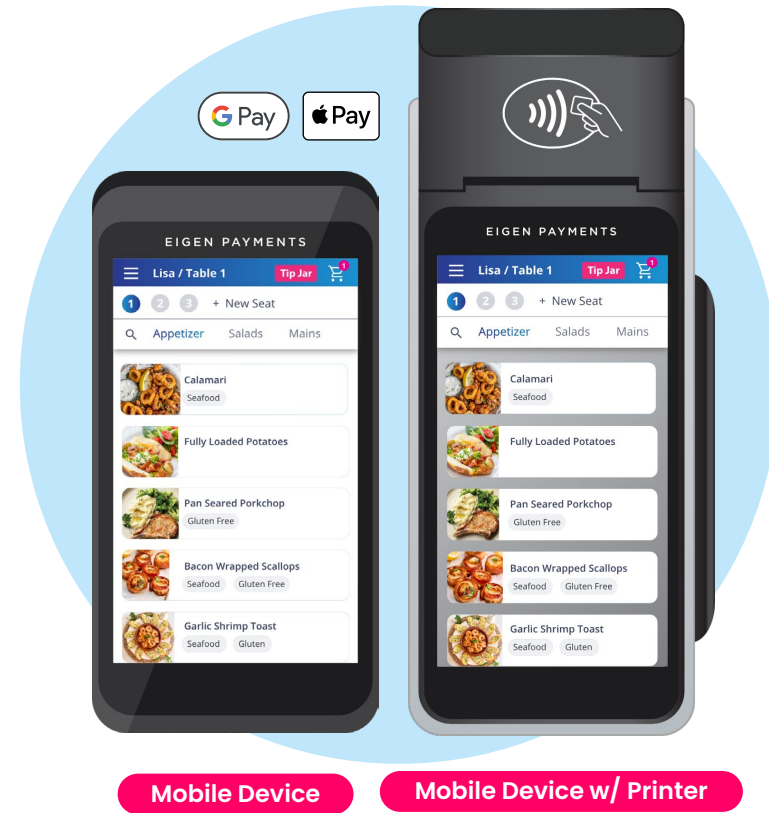 G Pay
Pay
EIGEN PAYMENTS
Lisa / Table 1 Tip Jar 1
1 2 3 + New Seat
Appetizer Salads Mains
Calamari
Seafood
Fully Loaded Potatoes
Pan Seared Porkchop
Gluten Free
Bacon Wrapped Scallops
Seafood Gluten Free
Garlic Shrimp Toast
Seafood Gluten
Mobile Device
EIGEN PAYMENTS
Lisa / Table 1 Tip Jar 1
1 2 3 + New Seat
Appetizer Salads Mains
Calamari
Seafood
Fully Loaded Potatoes
Pan Seared Porkchop
Gluten Free
Bacon Wrapped Scallops
Seafood Gluten Free
Garlic Shrimp Toast
Seafood Gluten
Mobile Device w/ Printer